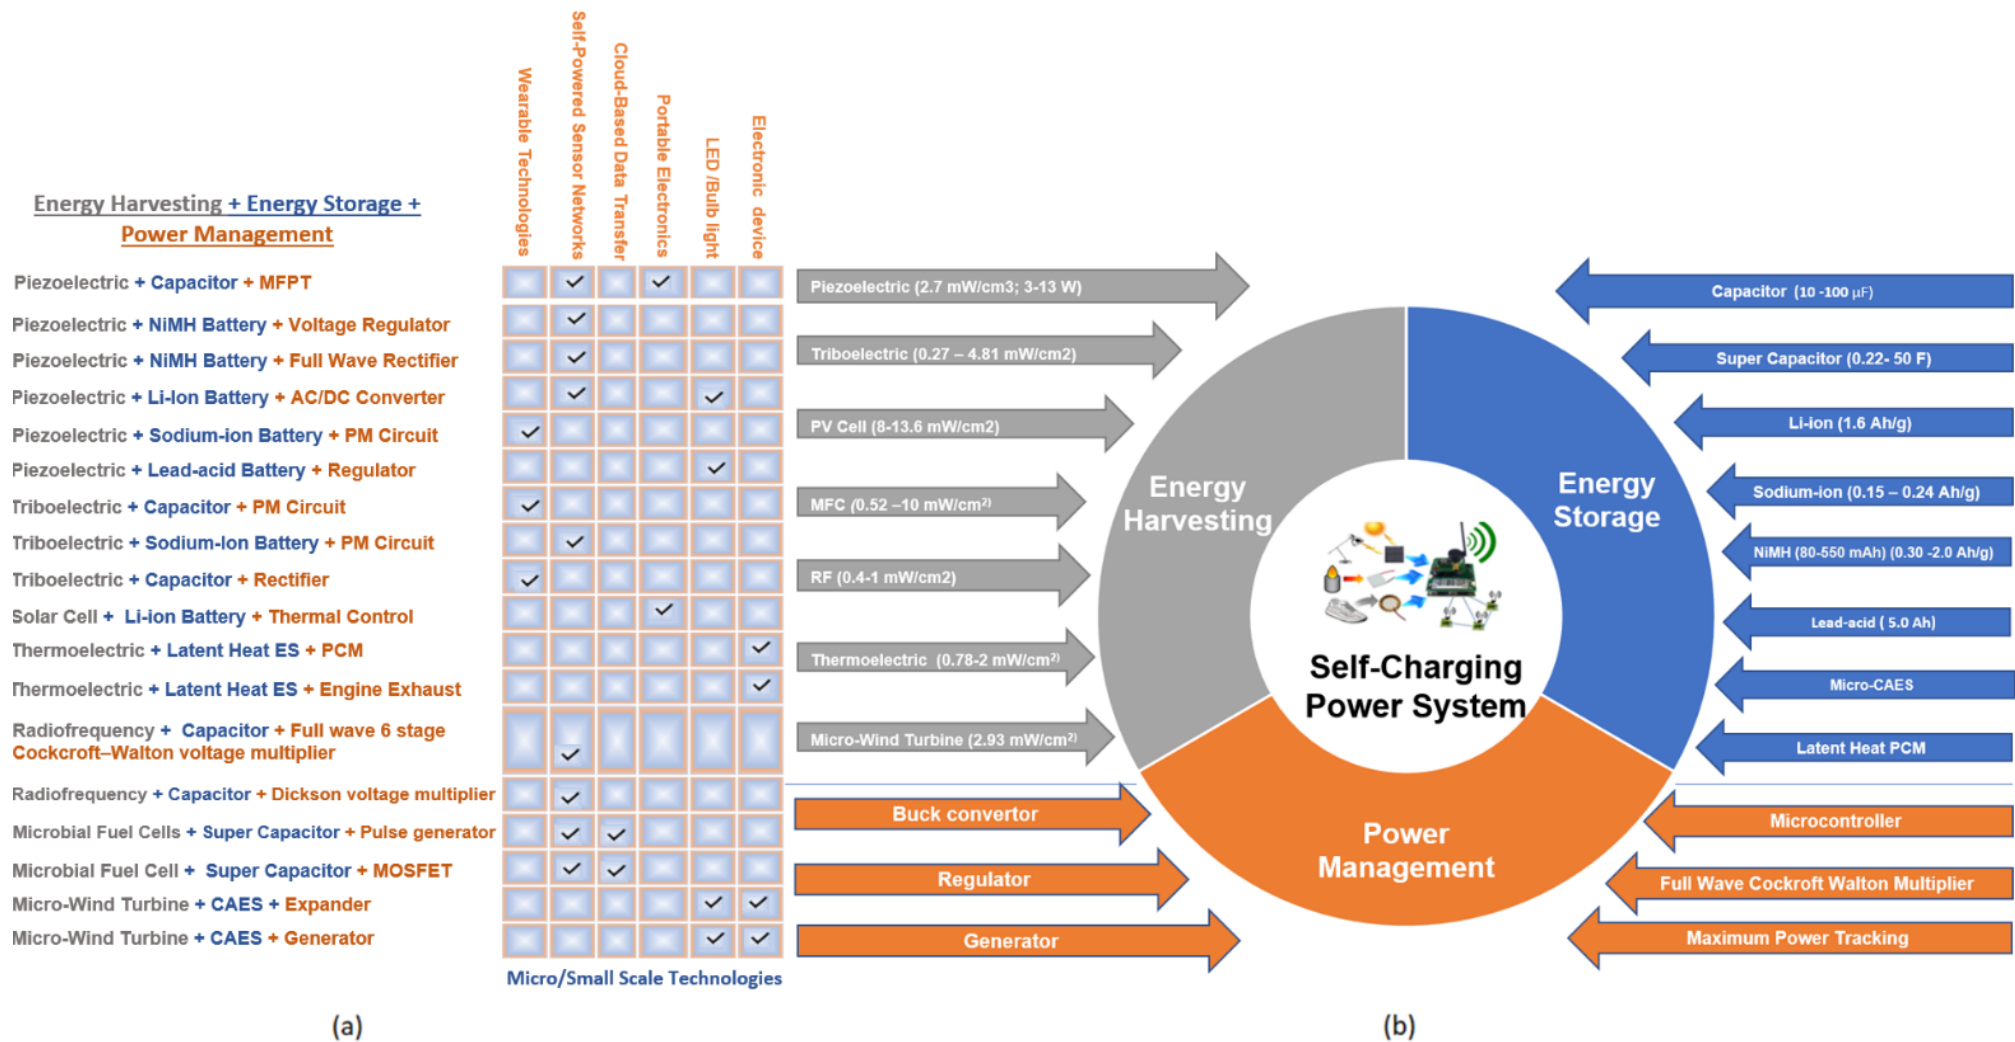 Wearable Technologies
Self-Powered Sensor Networks
Cloud-Based Data Transfer
Portable Electronics
LED /Bulb light
Electronic device
Energy Harvesting + Energy Storage +
Power Management
Piezoelectric + Capacitor + MFPT
Piezoelectric + NiMH Battery + Voltage Regulator
Piezoelectric + NiMH Battery + Full Wave Rectifier
Piezoelectric + Li-Ion Battery + AC/DC Converter
Piezoelectric + Sodium-ion Battery + PM Circuit
Piezoelectric + Lead-acid Battery + Regulator
Triboelectric + Capacitor + PM Circuit
Triboelectric + Sodium-Ion Battery + PM Circuit
Triboelectric + Capacitor + Rectifier
Solar Cell + Li-ion Battery + Thermal Control
Thermoelectric + Latent Heat ES + PCM
Thermoelectric + Latent Heat ES + Engine Exhaust
Radiofrequency + Capacitor + Full wave 6 stage
Cockcroft–Walton voltage multiplier
Radiofrequency + Capacitor + Dickson voltage multiplier
Microbial Fuel Cells + Super Capacitor + Pulse generator
Microbial Fuel Cell + Super Capacitor + MOSFET
Micro-Wind Turbine + CAES + Expander
Micro-Wind Turbine + CAES + Generator
Micro/Small Scale Technologies
(a)
Piezoelectric (2.7 mW/cm3; 3-13 W)
Triboelectric (0.27 – 4.81 mW/cm2)
PV Cell (8-13.6 mW/cm2)
MFC (0.52 –10 mW/cm²)
RF (0.4-1 mW/cm2)
Thermoelectric (0.78-2 mW/cm²)
Micro-Wind Turbine (2.93 mW/cm²)
Buck convertor
Regulator
Generator
Energy
Harvesting
Energy
Storage
Self-Charging
Power System
Power
Management
Capacitor (10 -100 µF)
Super Capacitor (0.22- 50 F)
Li-ion (1.6 Ah/g)
Sodium-ion (0.15 – 0.24 Ah/g)
NiMH (80-550 mAh) (0.30 -2.0 Ah/g)
Lead-acid ( 5.0 Ah)
Micro-CAES
Latent Heat PCM
Microcontroller
Full Wave Cockroft Walton Multiplier
Maximum Power Tracking
(b)